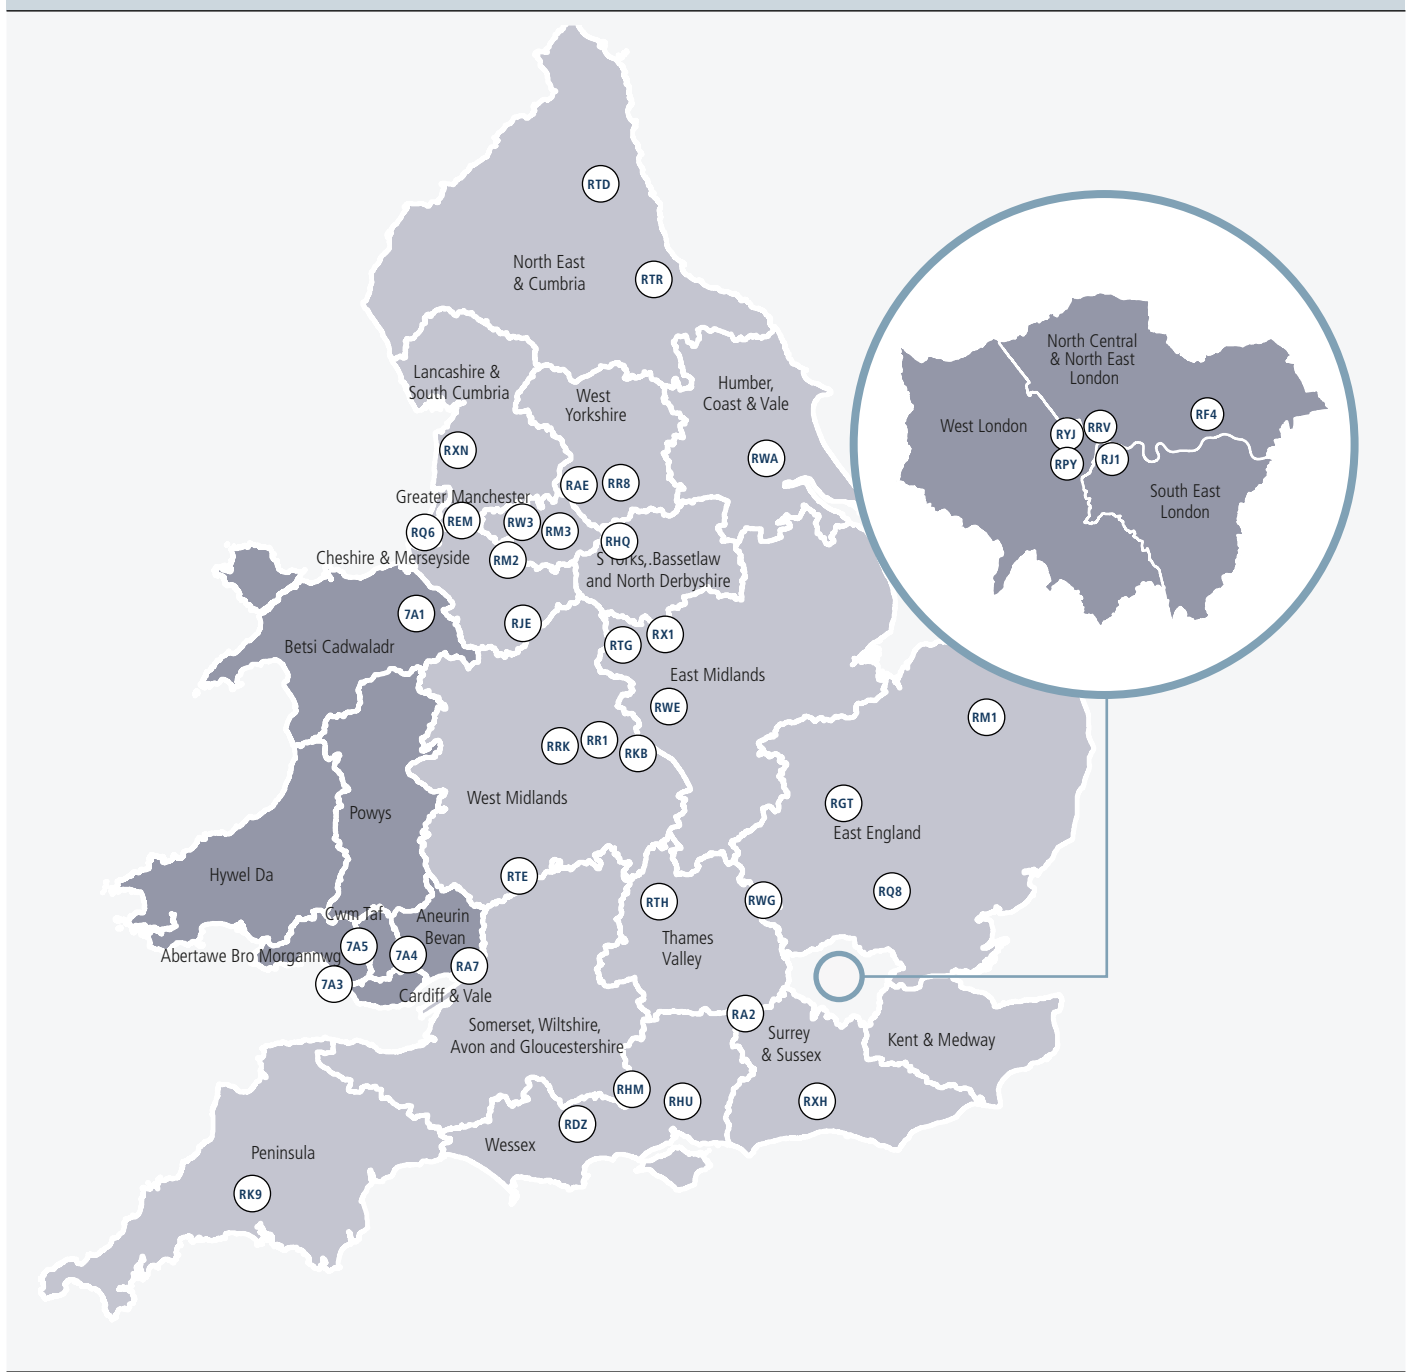 RTD
North East
& Cumbria
RTR
North Central
& North East
London
Lancashire &
South Cumbria
West
Yorkshire
Humber,
Coast & Vale
West London
RYJ
RRV
RF4
RPY
RJ1
South East
London
RXN
RAE
RR8
RWA
Greater Manchester
RQ6
REM
RW3
RM3
RHQ
Cheshire & Merseyside
RM2
S Yorks,.Bassetlaw
and North Derbyshire
7A1
RJE
Betsi Cadwaladr
RTG
RX1
East Midlands
RWE
RM1
RRK
RR1
RKB
West Midlands
Powys
RGT
East England
Hywel Da
RTE
RTH
RWG
RQ8
Cwm Taf
Aneurin
Bevan
Thames
Valley
Abertawe Bro Morgannwg
7A5
7A4
RA7
7A3
Cardiff & Vale
RA2
Somerset, Wiltshire,
Avon and Gloucestershire
Surrey
& Sussex
Kent & Medway
RHM
RHU
RXH
RDZ
Wessex
Peninsula
RK9